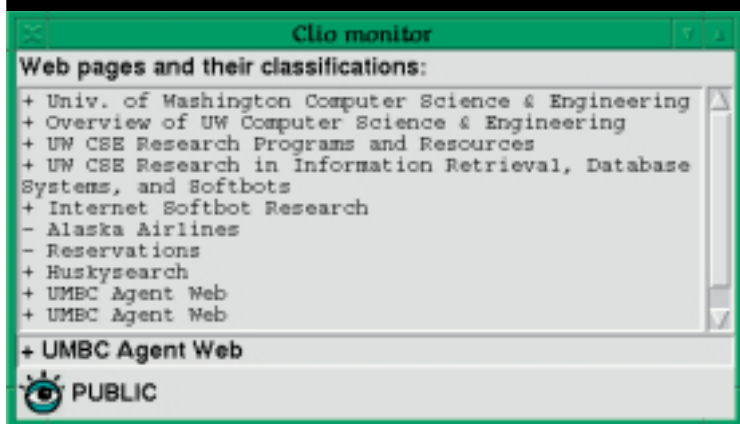 Clio monitor
Web pages and their classifications:
+ Univ. of Washington Computer Science & Engineering
+ Overview of UW Computer Science & Engineering
+ UW CSE Research Programs and Resources
+ UW CSE Research in Information Retrieval, Database
Systems, and Softbots
+ Internet Softbot Research
- Alaska Airlines
- Reservations
+ Huskysearch
+ UMBC Agent Web
+ UMBC Agent Web
+ UMBC Agent Web
PUBLIC